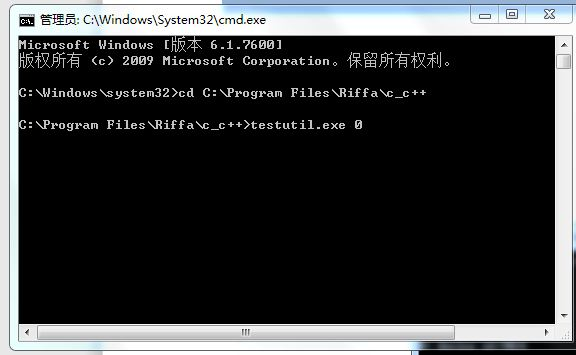 管理员: C:\Windows\System32\cmd.exe
Microsoft Windows [版本 6.1.7600]
版权所有 (c) 2009 Microsoft Corporation。保留所有权利。
C:\Windows\system32>cd C:\Program Files\Riffa\c_c++
C:\Program Files\Riffa\c_c++>testutil.exe 0